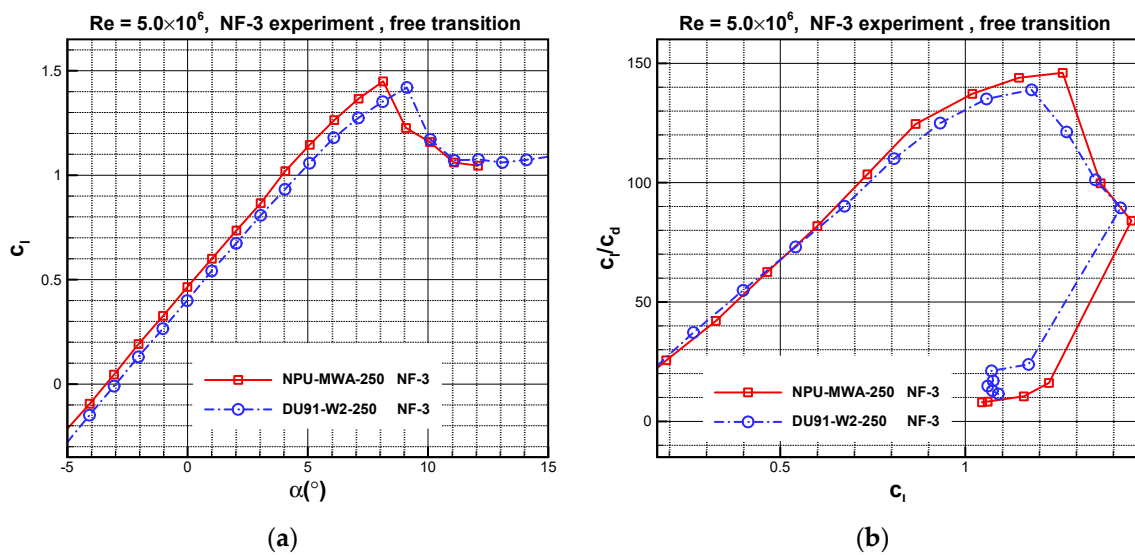 Re = 5.0×10⁶, NF-3 experiment , free transition
1.5
1
0.5
0
cₗ
NPU-MWA-250 NF-3
DU91-W2-250 NF-3
-5 0 5 10 15
α(°)
(a)
Re = 5.0×10⁶, NF-3 experiment , free transition
150
100
50
0
cₗ/c_d
NPU-MWA-250 NF-3
DU91-W2-250 NF-3
0.5 1
cₗ
(b)